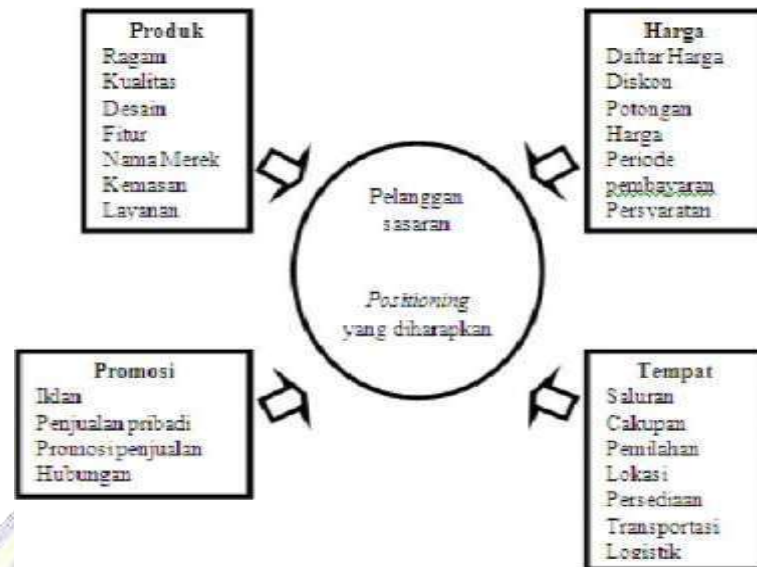 Produk
Ragam
Kualitas
Desain
Fitur
Nama Merek
Kemasan
Layanan
Harga
Daftar Harga
Diskon
Potongan
Harga
Periode
pembayaran
Persyaratan
Pelanggan
sasaran
Positioning
yang diharapkan
Promosi
Iklan
Penjualan pribadi
Promosi penjualan
Hubungan
Tempat
Saluran
Cakupan
Pemilahan
Lokasi
Persediaan
Transportasi
Logistik